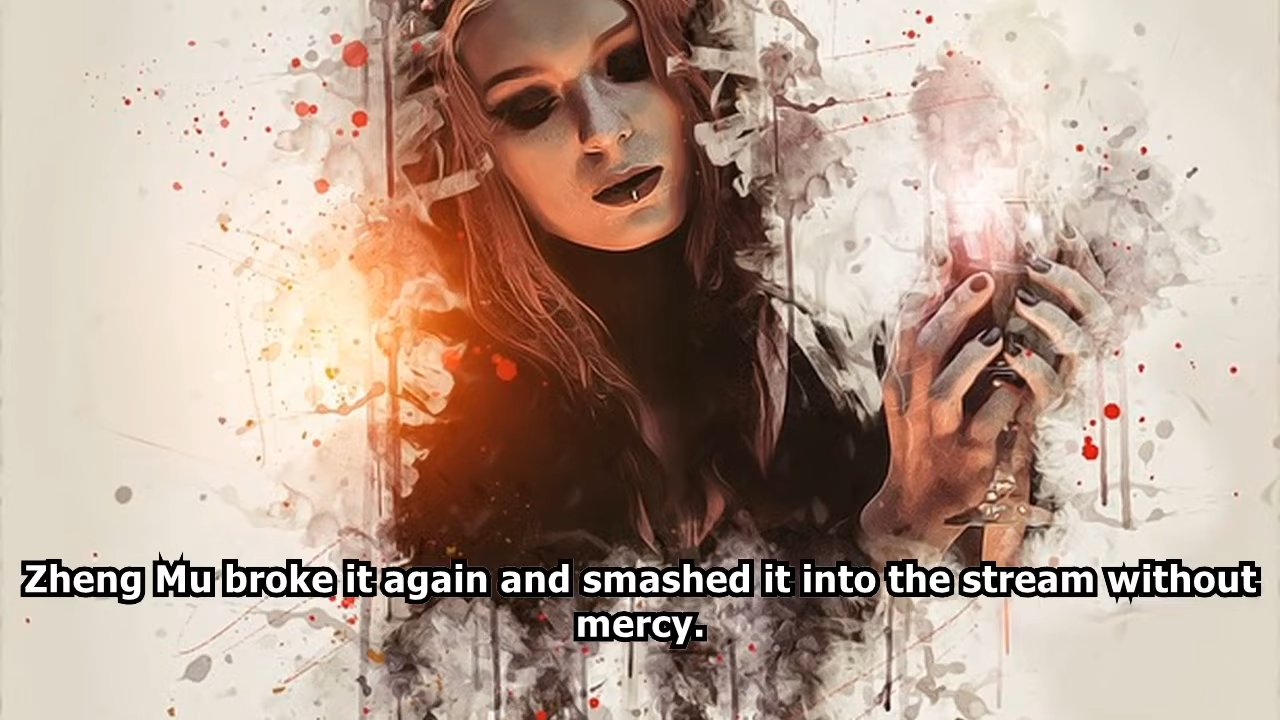 Zheng Mu broke it again and smashed it into the stream without
mercy.